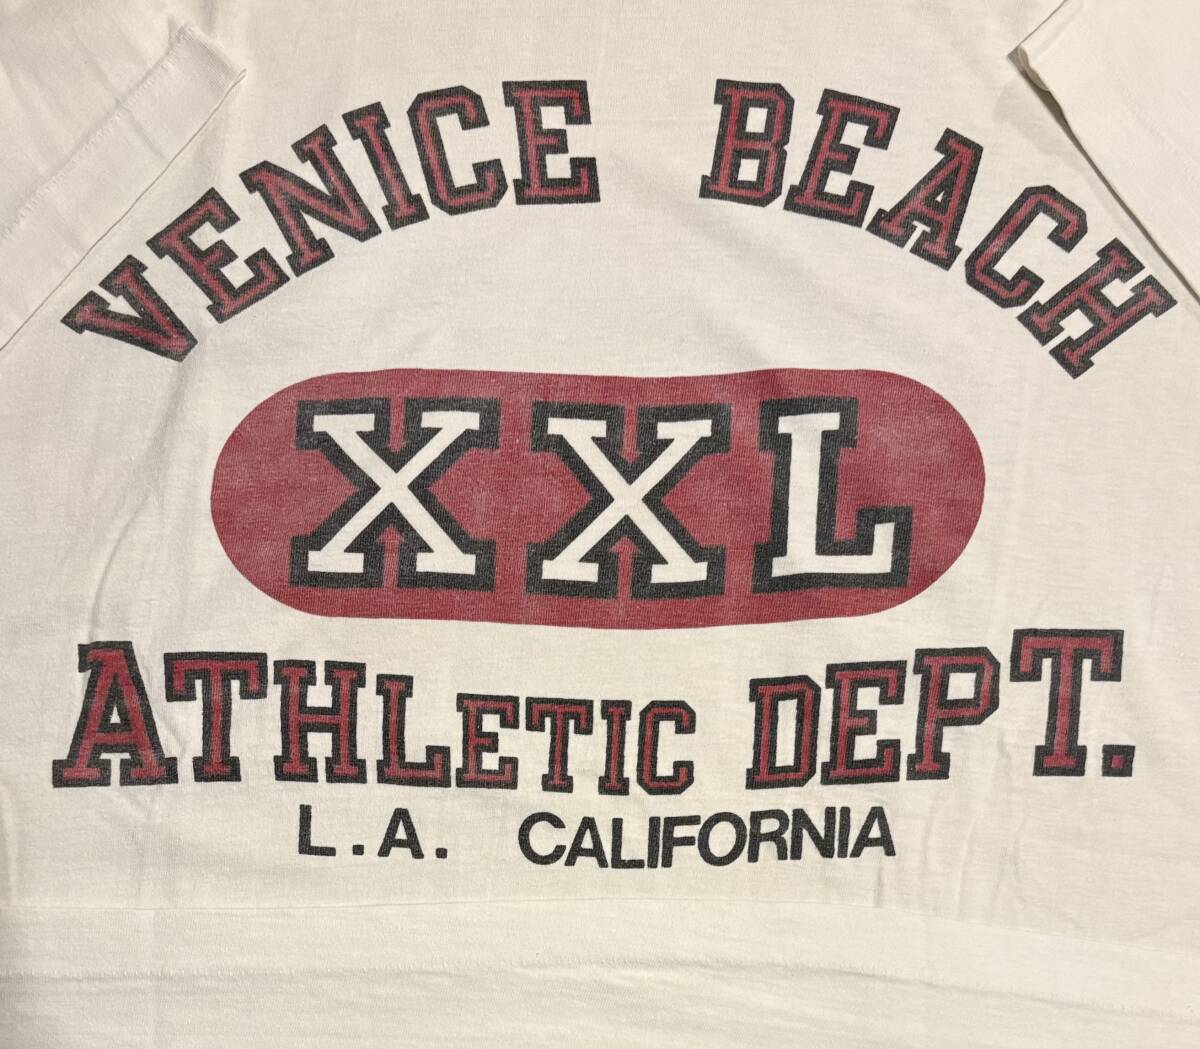 VENICE BEACH
XXL
ATHLETIC DEPT.
L.A. CALIFORNIA